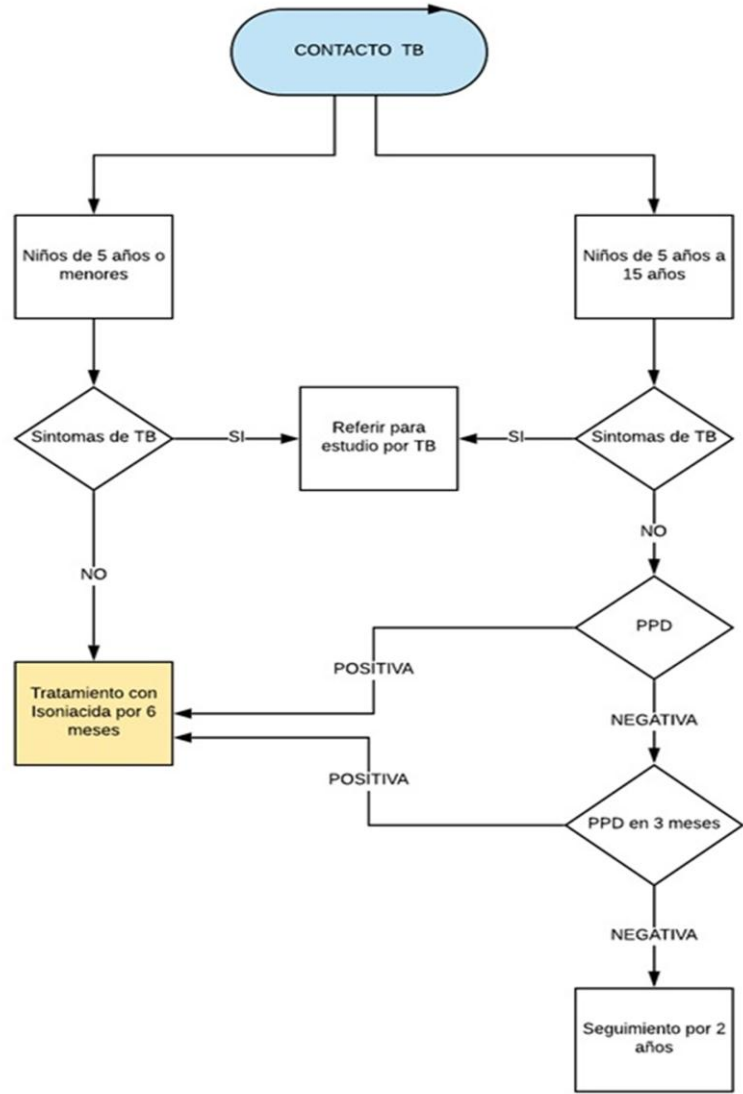 CONTACTO TB
Niños de 5 años o
menores
Niños de 5 años a
15 años
Sintomas de TB
SI
Referir para
estudio por TB
SI
Sintomas de TB
NO
NO
PPD
POSITIVA
Tratamiento con
Isoniacida por 6
meses
NEGATIVA
POSITIVA
PPD en 3 meses
NEGATIVA
Seguimiento por 2
años